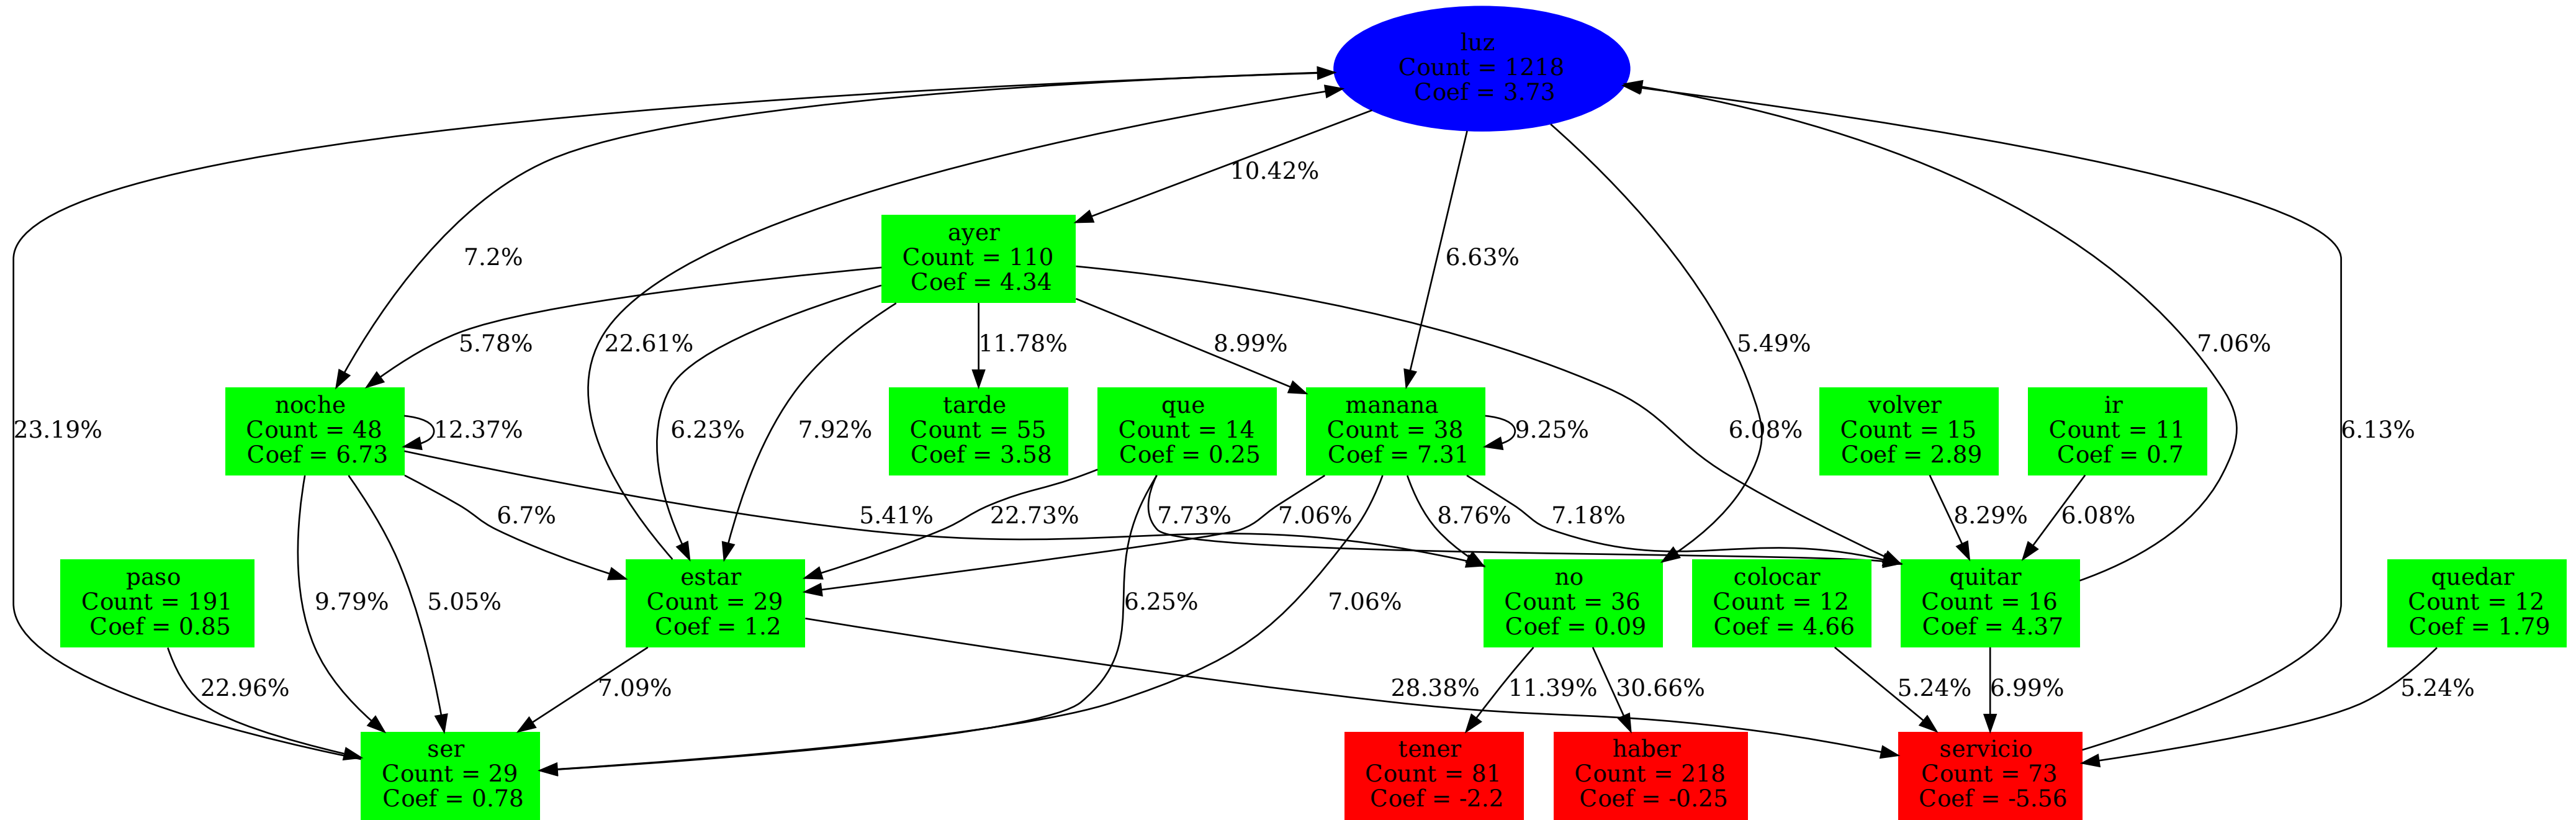 luz
Count = 1218
Coef = 3.73
10.42%
ayer
Count = 110
Coef = 4.34
7.2%
6.63%
5.78%
22.61%
11.78%
8.99%
5.49%
7.06%
noche
Count = 48
Coef = 6.73
tarde
Count = 55
Coef = 3.58
que
Count = 14
Coef = 0.25
manana
Count = 38
Coef = 7.31
volver
Count = 15
Coef = 2.89
ir
Count = 11
Coef = 0.7
23.19%
12.37%
6.23%
7.92%
9.25%
6.08%
6.13%
6.7%
5.41%
22.73%
7.73%
7.06%
8.76%
7.18%
8.29%
6.08%
paso
Count = 191
Coef = 0.85
estar
Count = 29
Coef = 1.2
no
Count = 36
Coef = 0.09
colocar
Count = 12
Coef = 4.66
quitar
Count = 16
Coef = 4.37
quedar
Count = 12
Coef = 1.79
9.79%
5.05%
6.25%
7.06%
22.96%
7.09%
28.38%
11.39%
30.66%
5.24%
6.99%
5.24%
ser
Count = 29
Coef = 0.78
tener
Count = 81
Coef = -2.2
haber
Count = 218
Coef = -0.25
servicio
Count = 73
Coef = -5.56